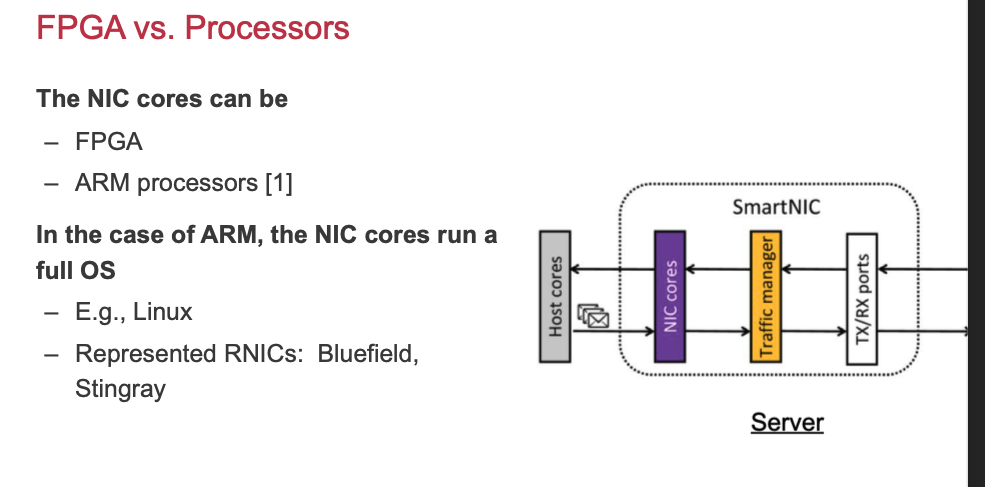 FPGA vs. Processors
The NIC cores can be
– FPGA
– ARM processors [1]
In the case of ARM, the NIC cores run a
full OS
– E.g., Linux
– Represented RNICs: Bluefield,
Stingray
SmartNIC
Host cores
NIC cores
Traffic manager
TX/RX ports
Server